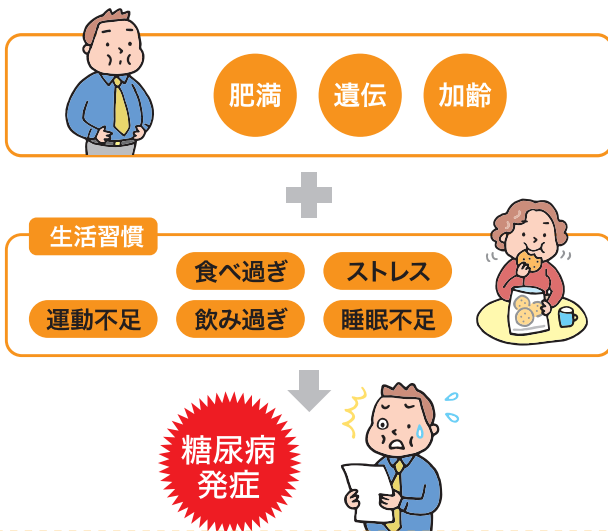 肥満 遺伝 加齢
生活習慣
食べ過ぎ ストレス
運動不足 飲み過ぎ 睡眠不足
糖尿病
発症